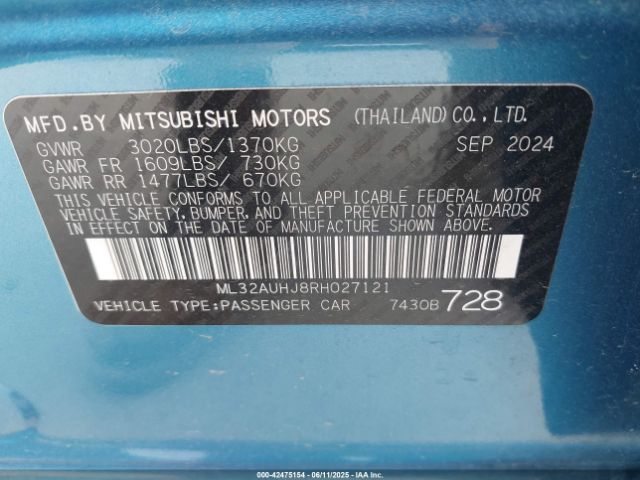 MFD.BY MITSUBISHI MOTORS (THAILAND)CO.,LTD.
GVWR 3020LBS/1370KG SEP 2024
GAWR FR 1609LBS/ 730KG
GAWR RR 1477LBS/ 670KG
THIS VEHICLE CONFORMS TO ALL APPLICABLE FEDERAL MOTOR
VEHICLE SAFETY, BUMPER, AND THEFT PREVENTION STANDARDS
IN EFFECT ON THE DATE OF MANUFACTURE SHOWN ABOVE.
ML32AUHJ8RH027121
VEHICLE TYPE:PASSENGER CAR 7430B 728
000-42475154 - 06/11/2025 - IAA Inc.